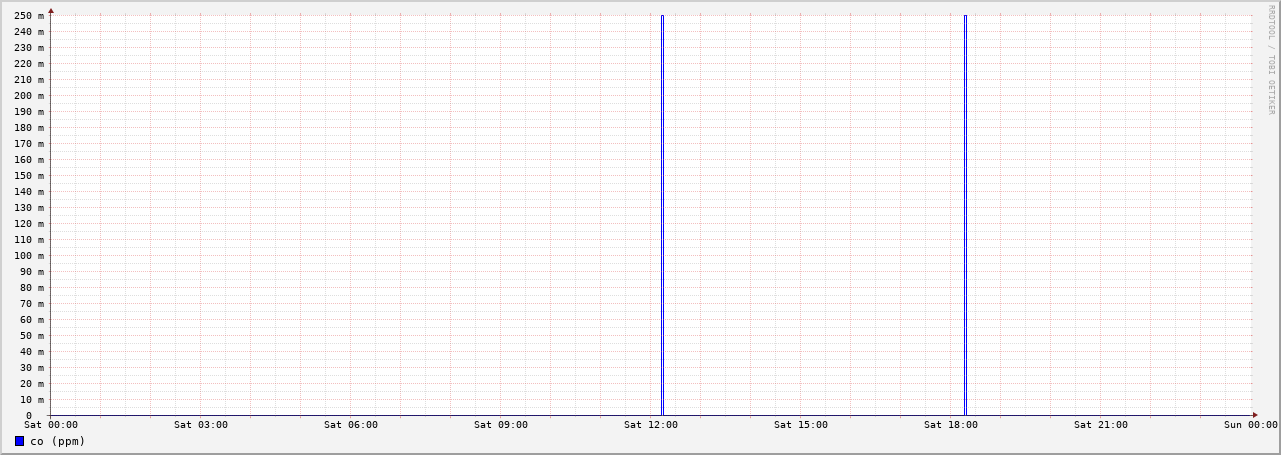 RRDTOOL / TOBI OETIKER
250 m
240 m
230 m
220 m
210 m
200 m
190 m
180 m
170 m
160 m
150 m
140 m
130 m
120 m
110 m
100 m
90 m
80 m
70 m
60 m
50 m
40 m
30 m
20 m
10 m
0
Sat 00:00 Sat 03:00 Sat 06:00 Sat 09:00 Sat 12:00 Sat 15:00 Sat 18:00 Sat 21:00 Sun 00:00
co (ppm)